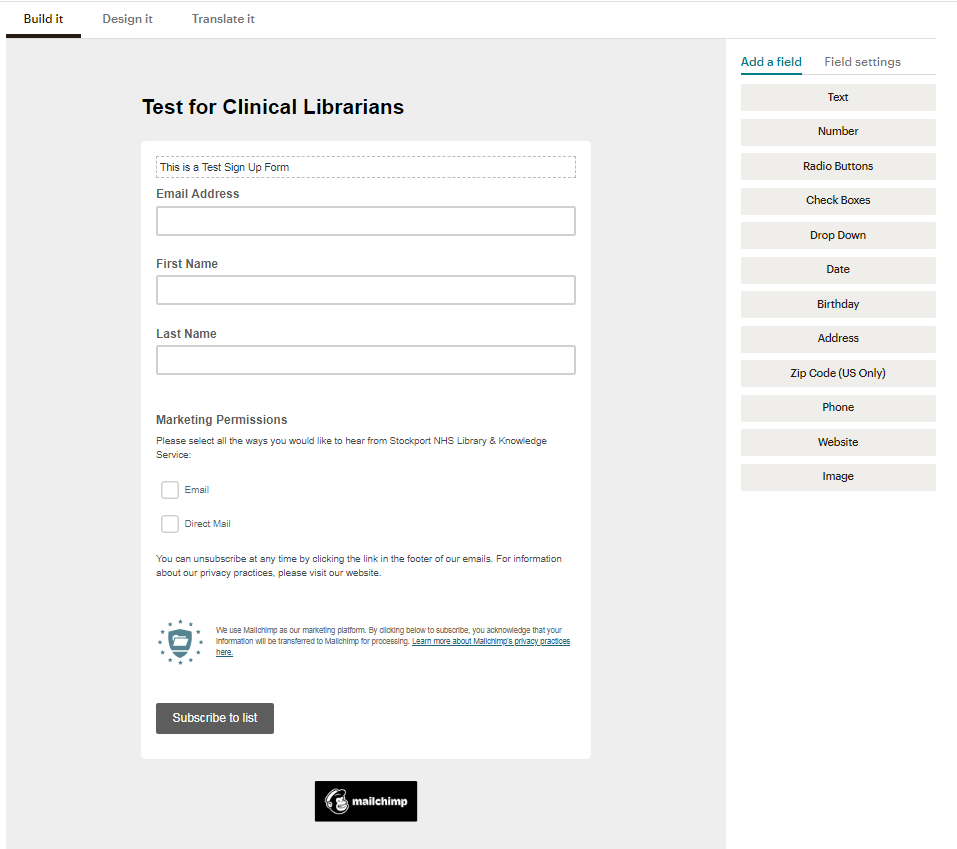 Build it
Design it
Translate it
Add a field
Field settings
Test for Clinical Librarians
This is a Test Sign Up Form
Email Address
First Name
Last Name
Marketing Permissions
Please select all the ways you would like to hear from Stockport NHS Library & Knowledge
Service:
Email
Direct Mail
You can unsubscribe at any time by clicking the link in the footer of our emails. For information
about our privacy practices, please visit our website.
We use Mailchimp as our marketing platform. By clicking below to subscribe, you acknowledge that your
information will be transferred to Mailchimp for processing. Learn more about Mailchimp's privacy practices
here.
Subscribe to list
mailchimp
Text
Number
Radio Buttons
Check Boxes
Drop Down
Date
Birthday
Address
Zip Code (US Only)
Phone
Website
Image